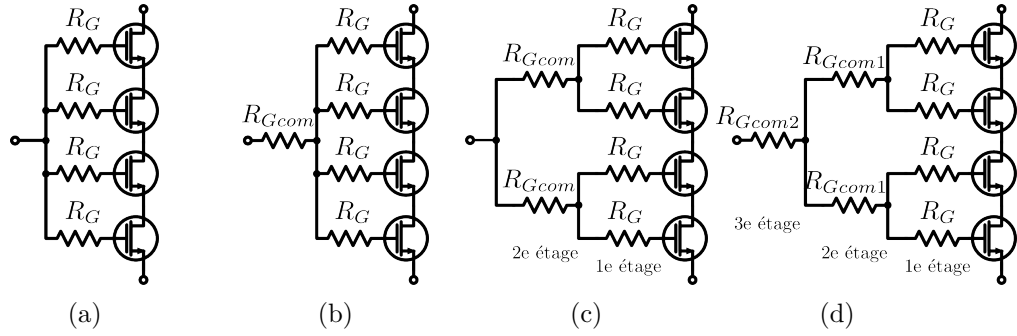 R_G R_G R_G R_G
R_Gcom R_Gcom1
R_G R_G R_G R_G
R_Gcom R_Gcom2
R_G R_G R_G R_G
R_Gcom R_Gcom1
R_G R_G R_G R_G
3e étage
2e étage 1e étage 2e étage 1e étage
(a) (b) (c) (d)